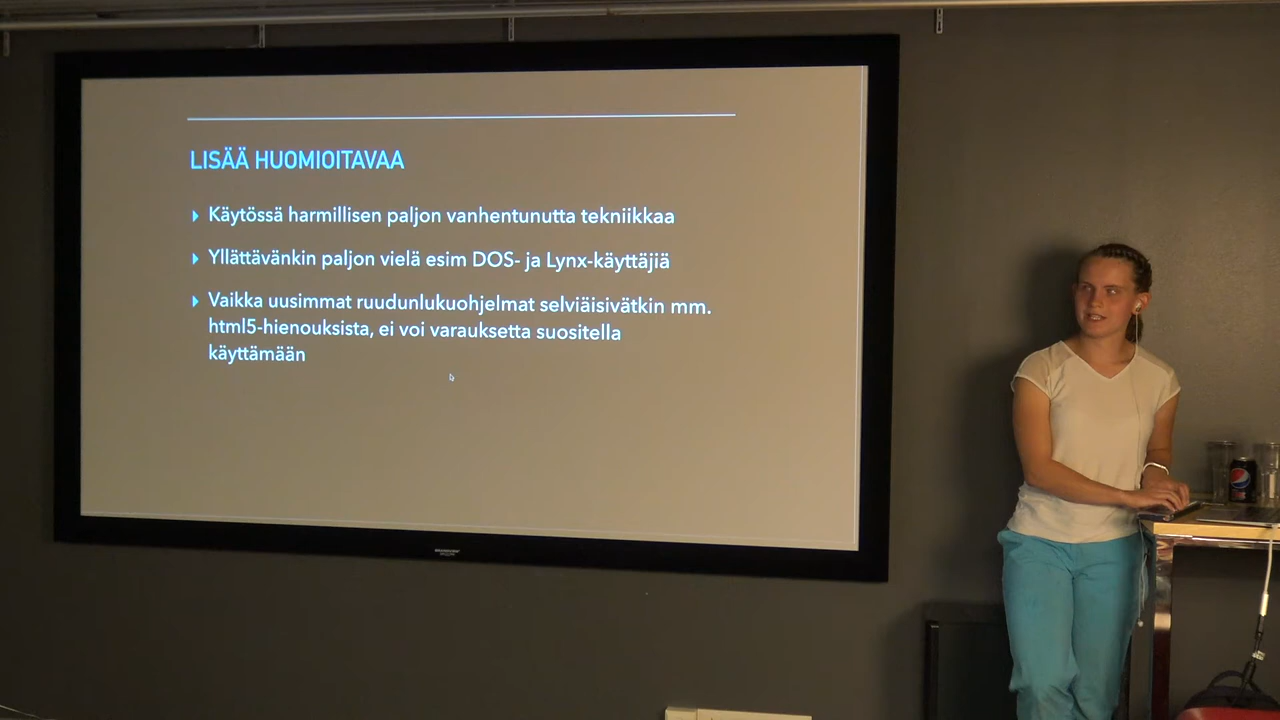 LISÄÄ HUOMIOITAVAA
Käytössä harmillisen paljon vanhentunutta tekniikkaa
Yllättävänkin paljon vielä esim DOS- ja Lynx-käyttäjiä
Vaikka uusimmat ruudunlukuohjelmat selviäisivätkin mm.
html5-hienouksista, ei voi varauksetta suositella
käyttämään